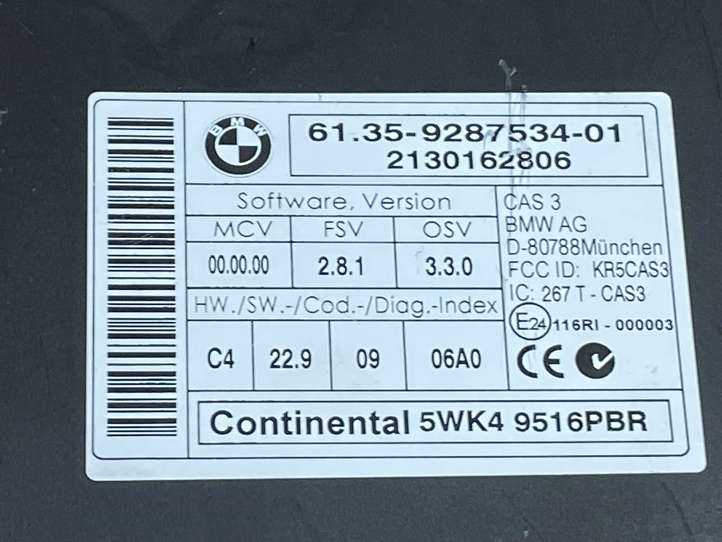 BMW
61.35-9287534-01
2130162806
Software, Version
MCV FSV OSV
00.00.00 2.8.1 3.3.0
HW./SW.-/Cod.-/Diag.-Index
C4 22.9 09 06A0
CAS 3
BMW AG
D-80788München
FCC ID: KR5CAS3
IC: 267 T - CAS3
E24 116RI - 000003
CE
Continental 5WK4 9516PBR